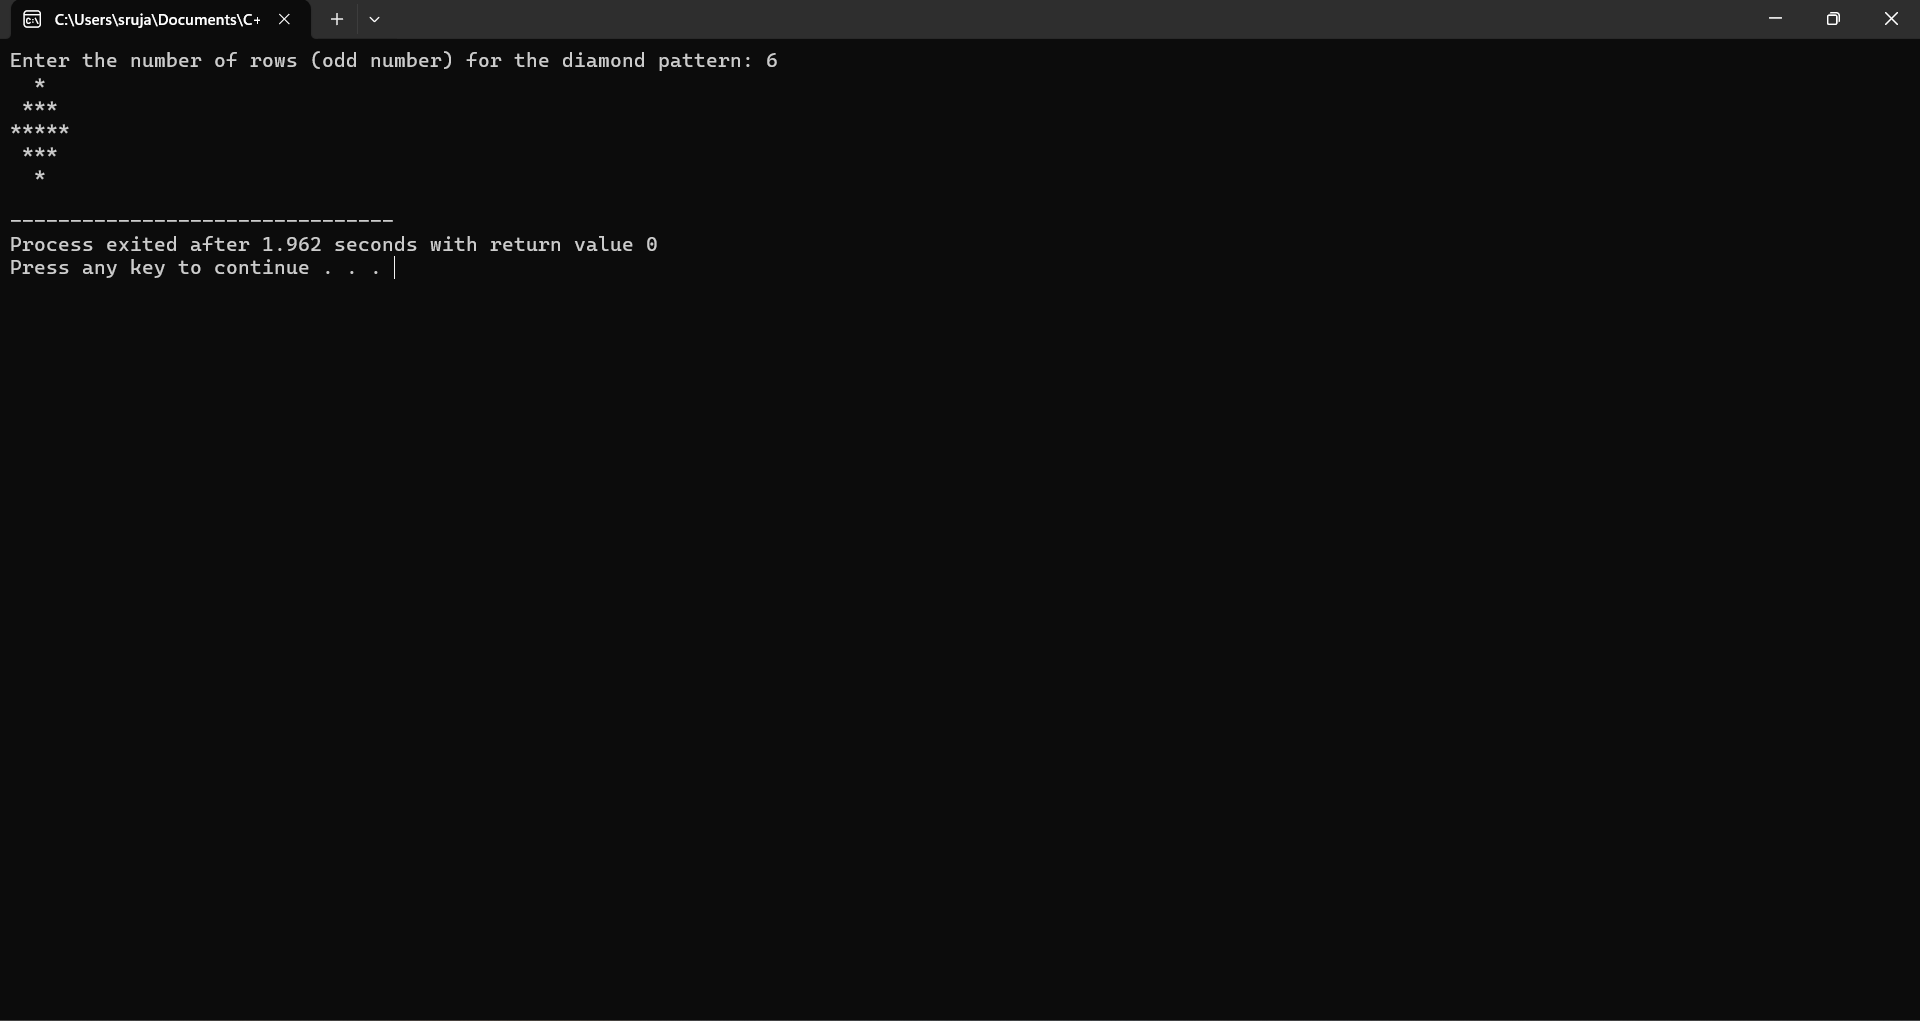 C:\Users\sruja\Documents\C+
Enter the number of rows (odd number) for the diamond pattern: 6
  *
 ***
*****
 ***
  *
--------------------------------
Process exited after 1.962 seconds with return value 0
Press any key to continue . . .